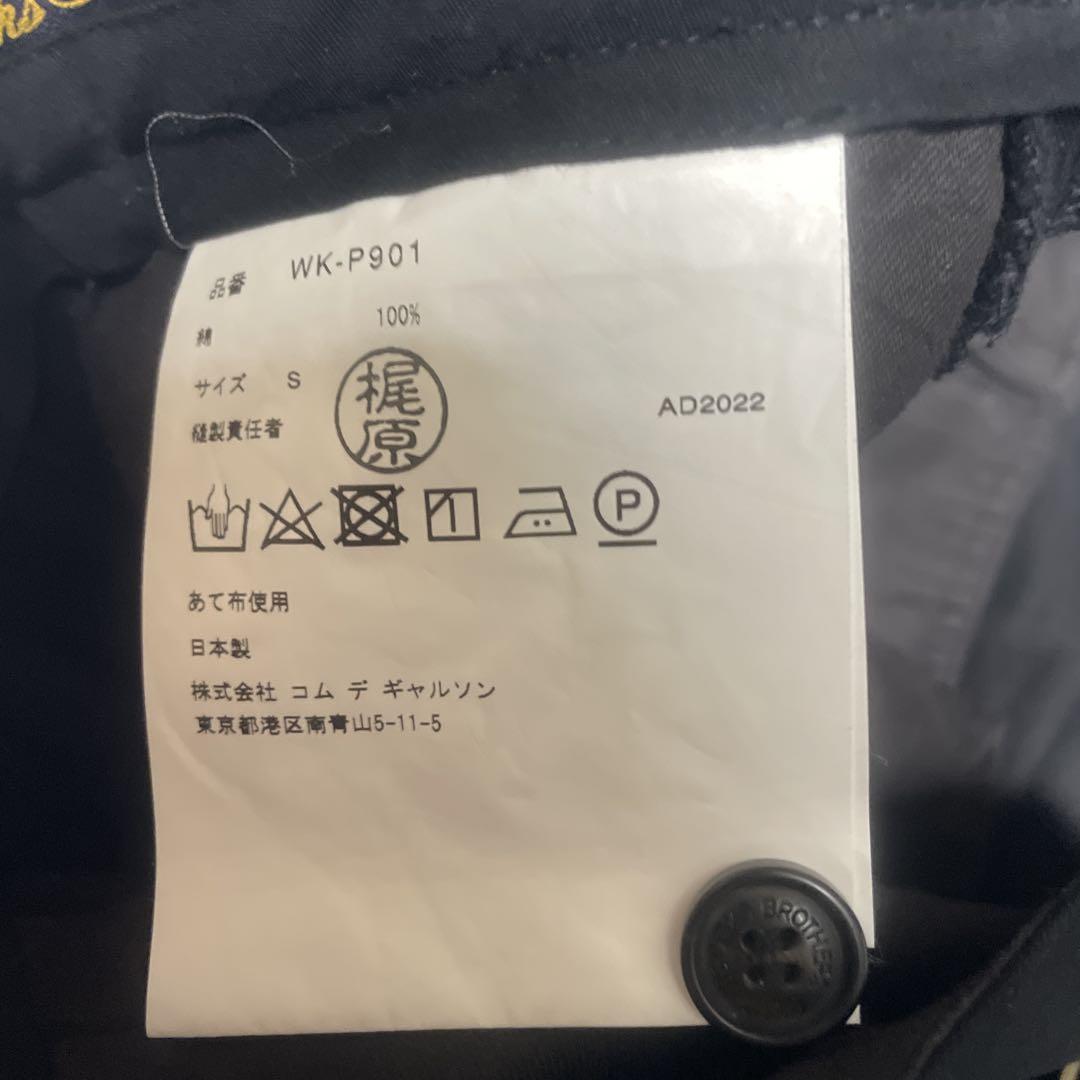 品番 WK-P901
綿 100%
サイズ S
縫製責任者
梶原
AD2022
P
あて布使用
日本製
株式会社 コム デ ギャルソン
東京都港区南青山5-11-5
BROTHERS